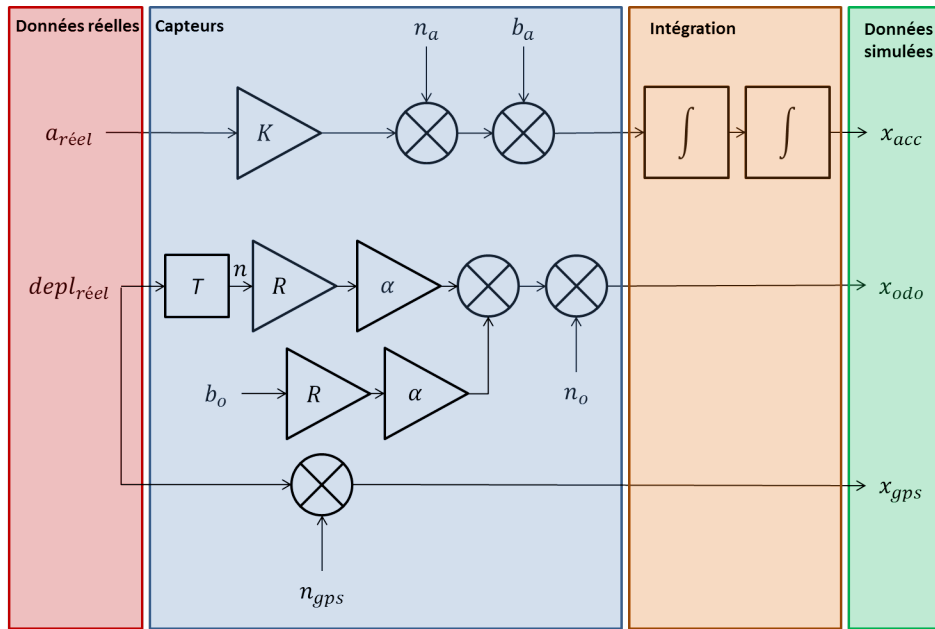 Données réelles
Capteurs
Intégration
Données
simulées
n_a
b_a
a_réel
K
∫
∫
x_acc
depl_réel
T
n
R
α
x_odo
b_o
R
α
n_o
x_gps
n_gps